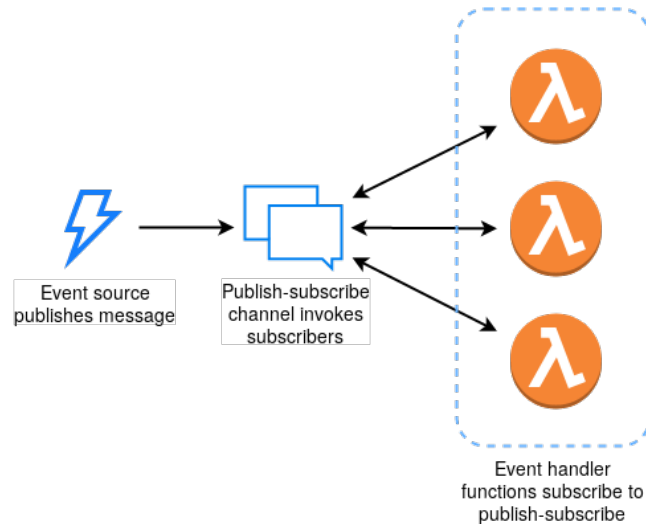 Event source
publishes message
Publish-subscribe
channel invokes
subscribers
λ
λ
λ
Event handler
functions subscribe to
publish-subscribe